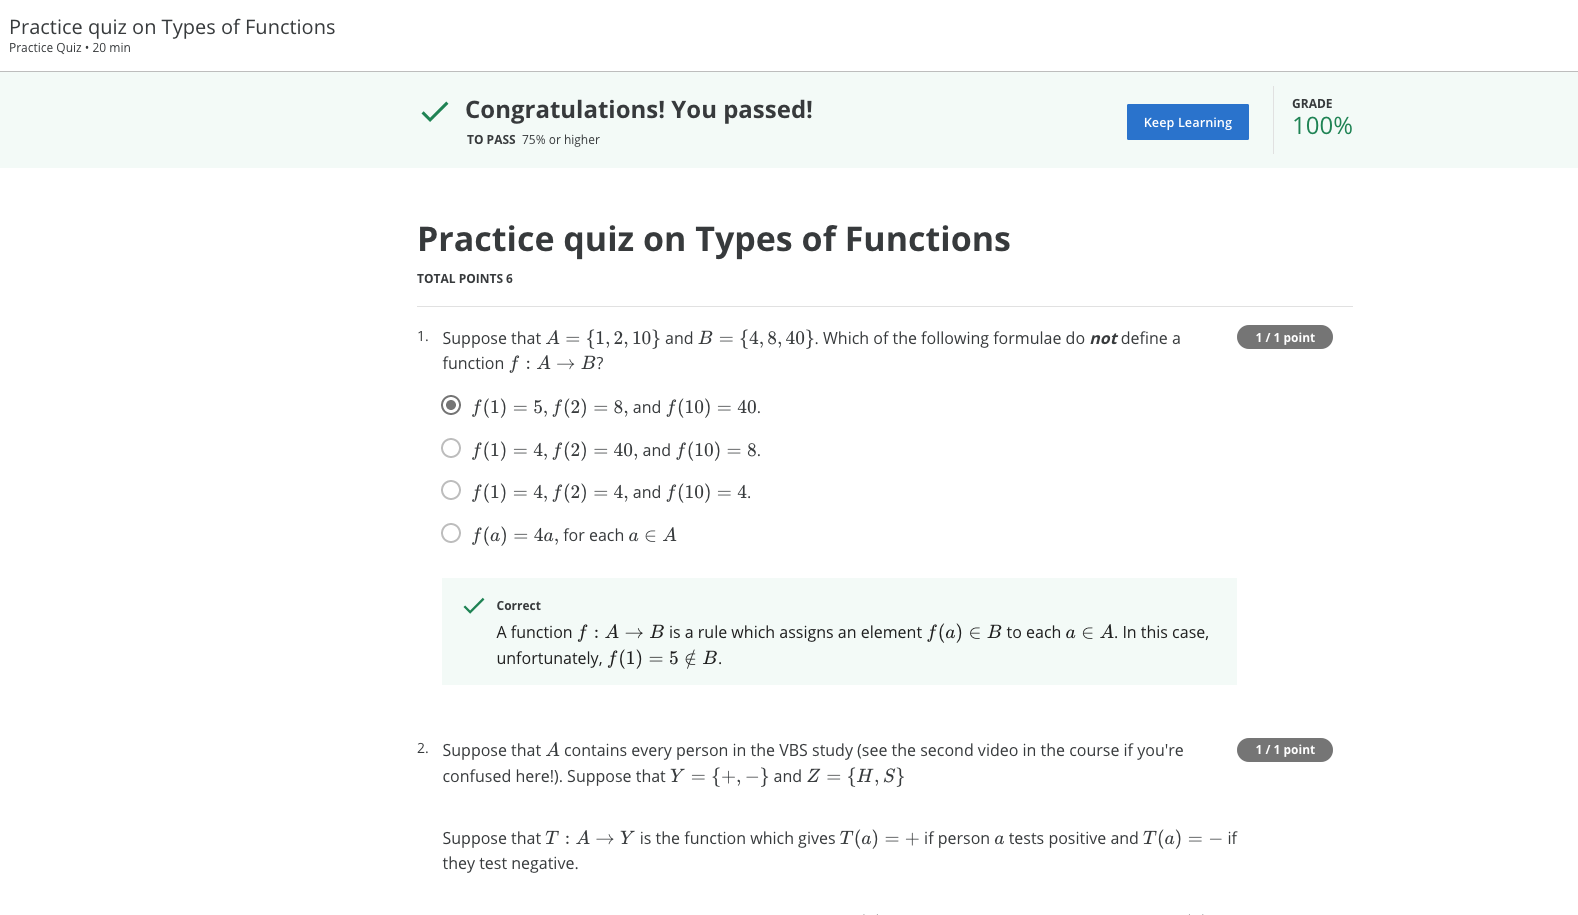 Practice quiz on Types of Functions
Practice Quiz • 20 min
Congratulations! You passed!
TO PASS 75% or higher
Keep Learning
GRADE
100%
Practice quiz on Types of Functions
TOTAL POINTS 6
1. Suppose that A = {1, 2, 10} and B = {4, 8, 40}. Which of the following formulae do not define a
function f : A → B?
1 / 1 point
f(1) = 5, f(2) = 8, and f(10) = 40.
f(1) = 4, f(2) = 40, and f(10) = 8.
f(1) = 4, f(2) = 4, and f(10) = 4.
f(a) = 4a, for each a ∈ A
Correct
A function f : A → B is a rule which assigns an element f(a) ∈ B to each a ∈ A. In this case,
unfortunately, f(1) = 5 ∉ B.
2. Suppose that A contains every person in the VBS study (see the second video in the course if you're
confused here!). Suppose that Y = {+, −} and Z = {H, S}
1 / 1 point
Suppose that T : A → Y is the function which gives T(a) = + if person a tests positive and T(a) = − if
they test negative.